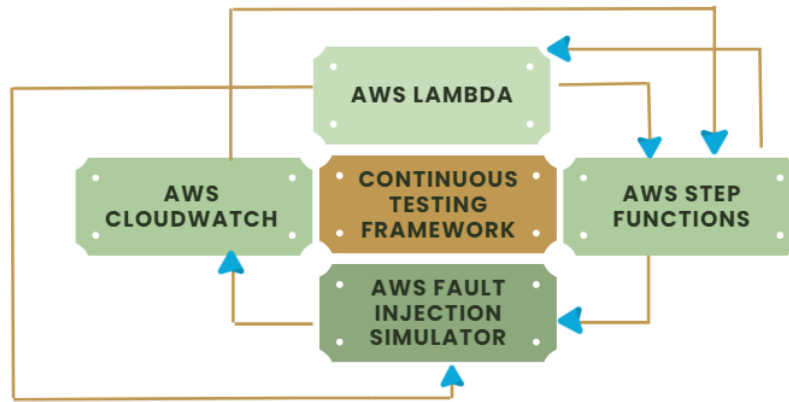 AWS LAMBDA
AWS
CLOUDWATCH
CONTINUOUS
TESTING
FRAMEWORK
AWS STEP
FUNCTIONS
AWS FAULT
INJECTION
SIMULATOR